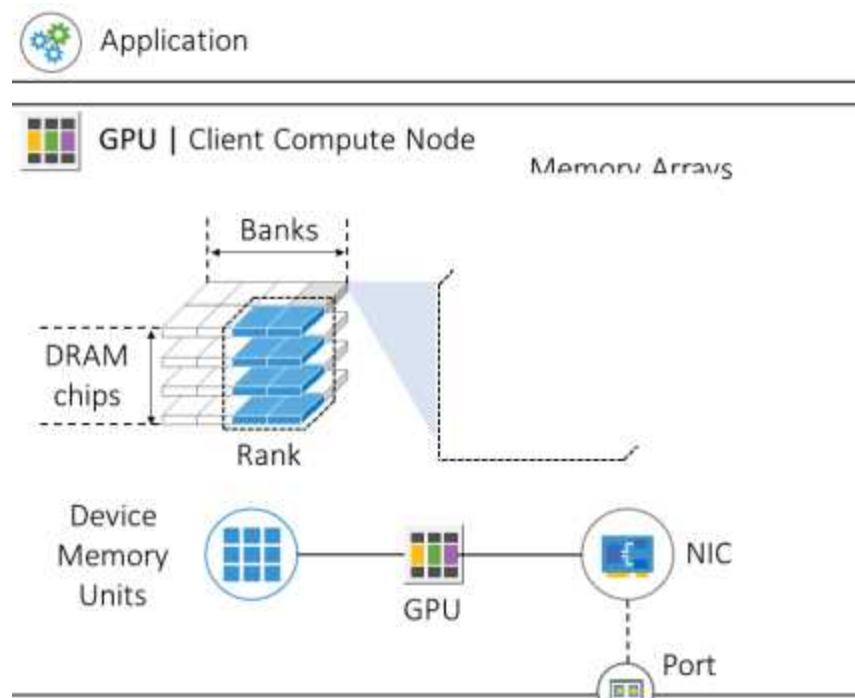 Application
GPU | Client Compute Node
Memory Arrays
Banks
DRAM
chips
Rank
Device
Memory
Units
GPU
NIC
Port